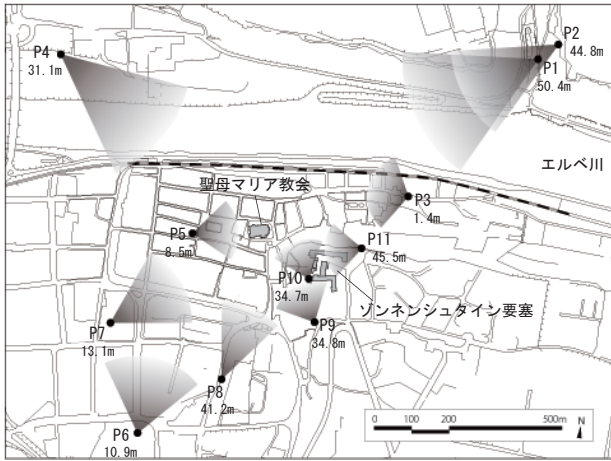 P4
31.1m
P2
44.8m
P1
50.4m
エルベ川
聖母マリア教会
P3
1.4m
P5
8.5m
P11
45.5m
P10
34.7m
ゾンネンシュタイン要塞
P7
13.1m
P9
34.8m
P8
41.2m
P6
10.9m
0 100 200 500m
N